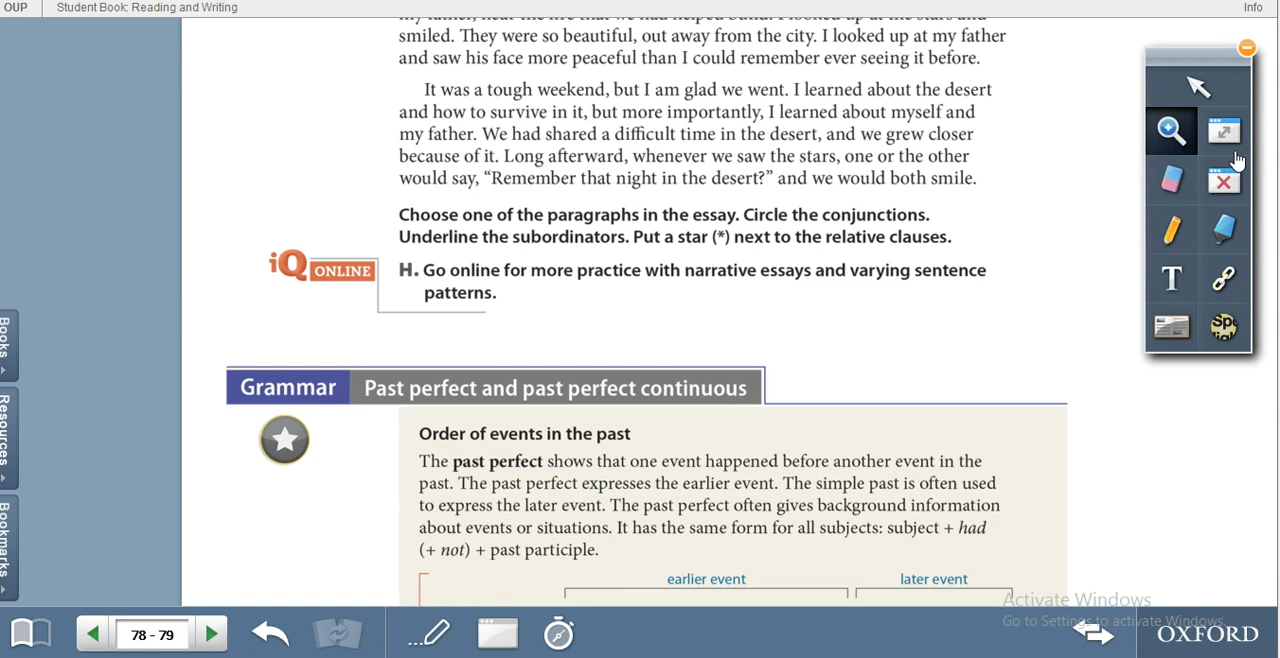 OUP Student Book: Reading and Writing Info
smiled. They were so beautiful, out away from the city. I looked up at my father
and saw his face more peaceful than I could remember ever seeing it before.
It was a tough weekend, but I am glad we went. I learned about the desert
and how to survive in it, but more importantly, I learned about myself and
my father. We had shared a difficult time in the desert, and we grew closer
because of it. Long afterward, whenever we saw the stars, one or the other
would say, “Remember that night in the desert?” and we would both smile.
Choose one of the paragraphs in the essay. Circle the conjunctions.
Underline the subordinators. Put a star (*) next to the relative clauses.
iQ ONLINE
H. Go online for more practice with narrative essays and varying sentence
patterns.
Grammar Past perfect and past perfect continuous
Order of events in the past
The past perfect shows that one event happened before another event in the
past. The past perfect expresses the earlier event. The simple past is often used
to express the later event. The past perfect often gives background information
about events or situations. It has the same form for all subjects: subject + had
(+ not) + past participle.
earlier event later event
Books
Resources
Bookmarks
T
Activate Windows
Go to Settings to activate Windows.
78 - 79
OXFORD